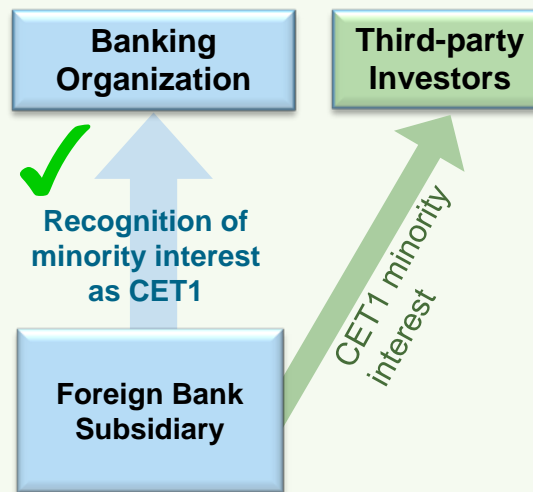 Banking
Organization
Third-party
Investors
Recognition of
minority interest
as CET1
CET1 minority
interest
Foreign Bank
Subsidiary